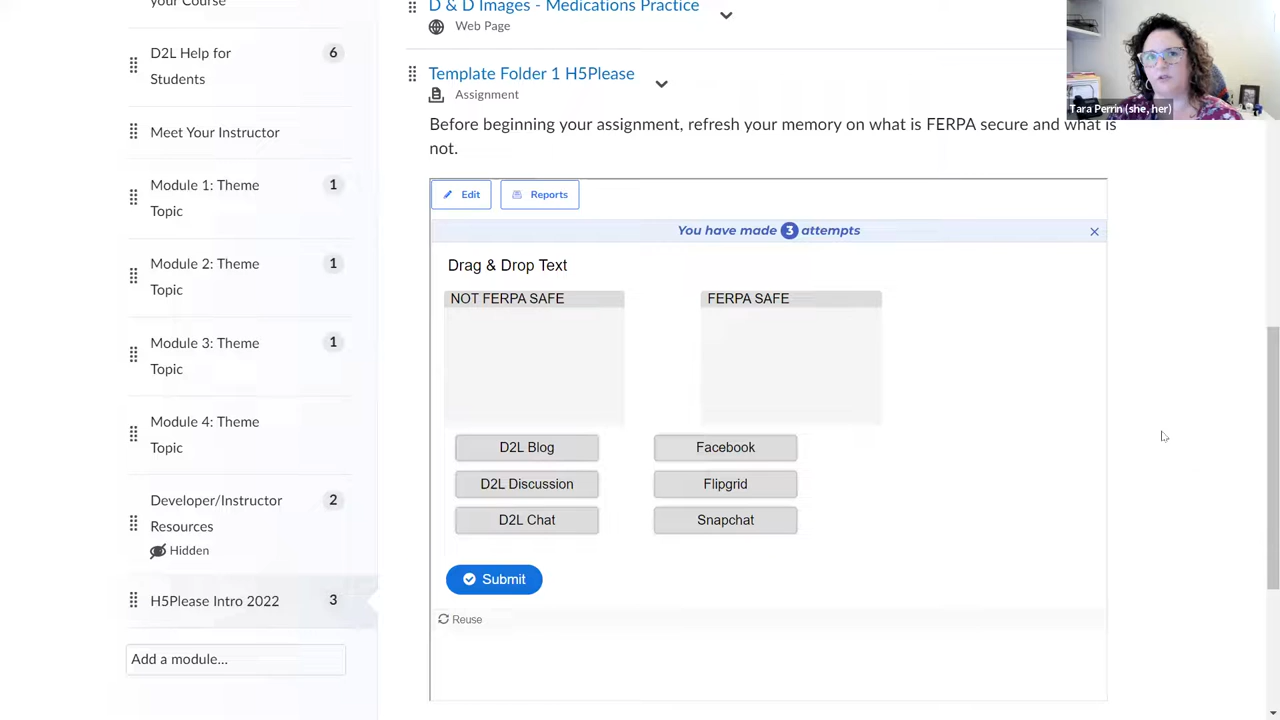 your Course
D2L Help for
Students
6
Meet Your Instructor
Module 1: Theme
Topic
1
Module 2: Theme
Topic
1
Module 3: Theme
Topic
1
Module 4: Theme
Topic
Developer/Instructor
Resources
2
Hidden
H5Please Intro 2022
3
Add a module...
D & D Images - Medications Practice
Web Page
Template Folder 1 H5Please
Assignment
Before beginning your assignment, refresh your memory on what is FERPA secure and what is
not.
Edit
Reports
You have made 3 attempts
Drag & Drop Text
NOT FERPA SAFE
FERPA SAFE
D2L Blog
Facebook
D2L Discussion
Flipgrid
D2L Chat
Snapchat
Submit
Reuse
Tara Perrin (she, her)